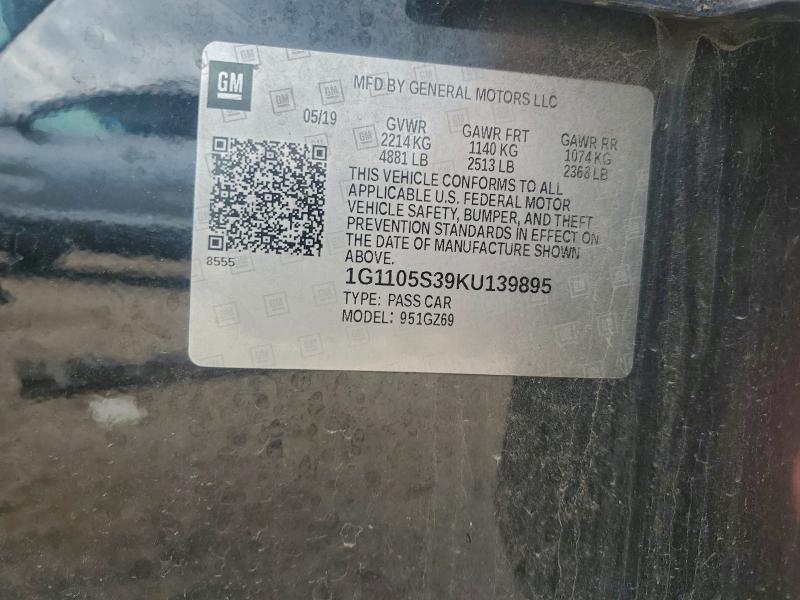 GM
MFD BY GENERAL MOTORS LLC
05/19
GVWR GAWR FRT GAWR RR
2214 KG 1140 KG 1074 KG
4881 LB 2513 LB 2368 LB
THIS VEHICLE CONFORMS TO ALL
APPLICABLE U.S. FEDERAL MOTOR
VEHICLE SAFETY, BUMPER, AND THEFT
PREVENTION STANDARDS IN EFFECT ON
THE DATE OF MANUFACTURE SHOWN
ABOVE.
8555
1G1105S39KU139895
TYPE: PASS CAR
MODEL: 951GZ69